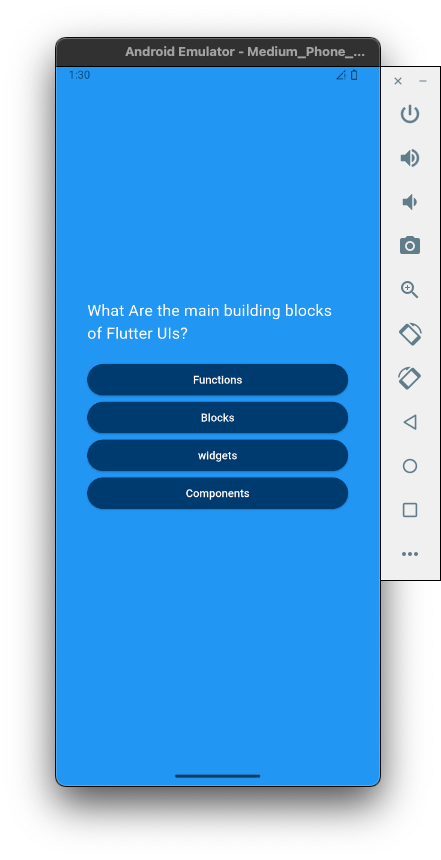 Android Emulator - Medium_Phone_...
1:30
What Are the main building blocks
of Flutter UIs?
Functions
Blocks
widgets
Components